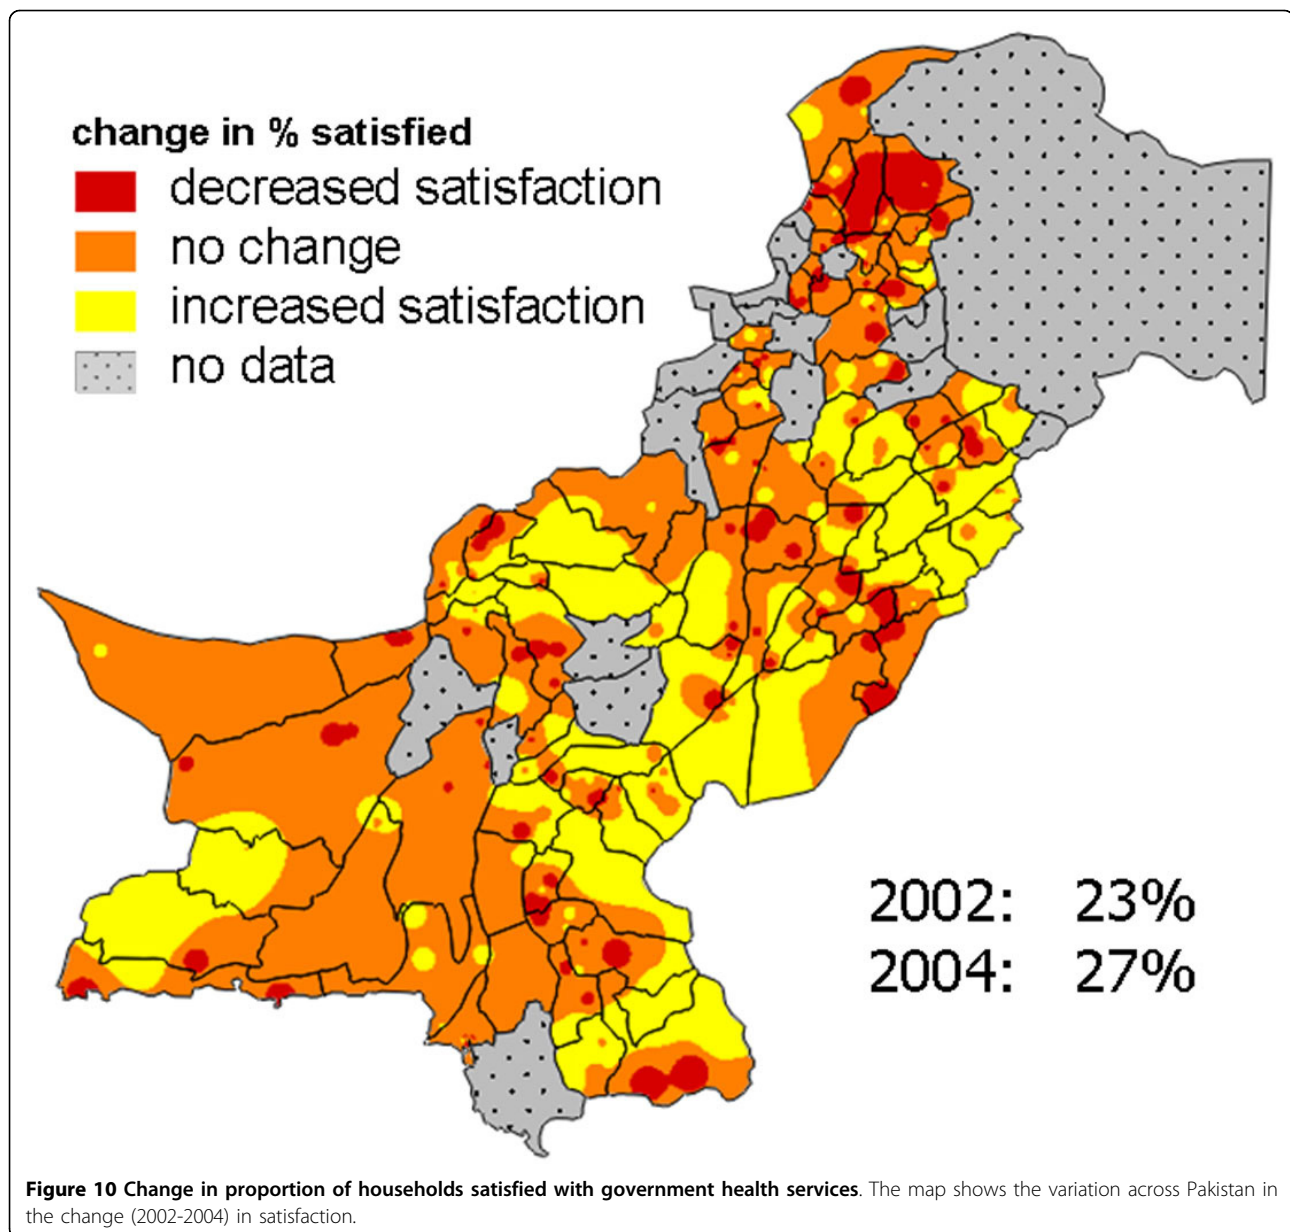 change in % satisfied
decreased satisfaction
no change
increased satisfaction
no data
2002: 23%
2004: 27%
Figure 10 Change in proportion of households satisfied with government health services. The map shows the variation across Pakistan in
the change (2002-2004) in satisfaction.